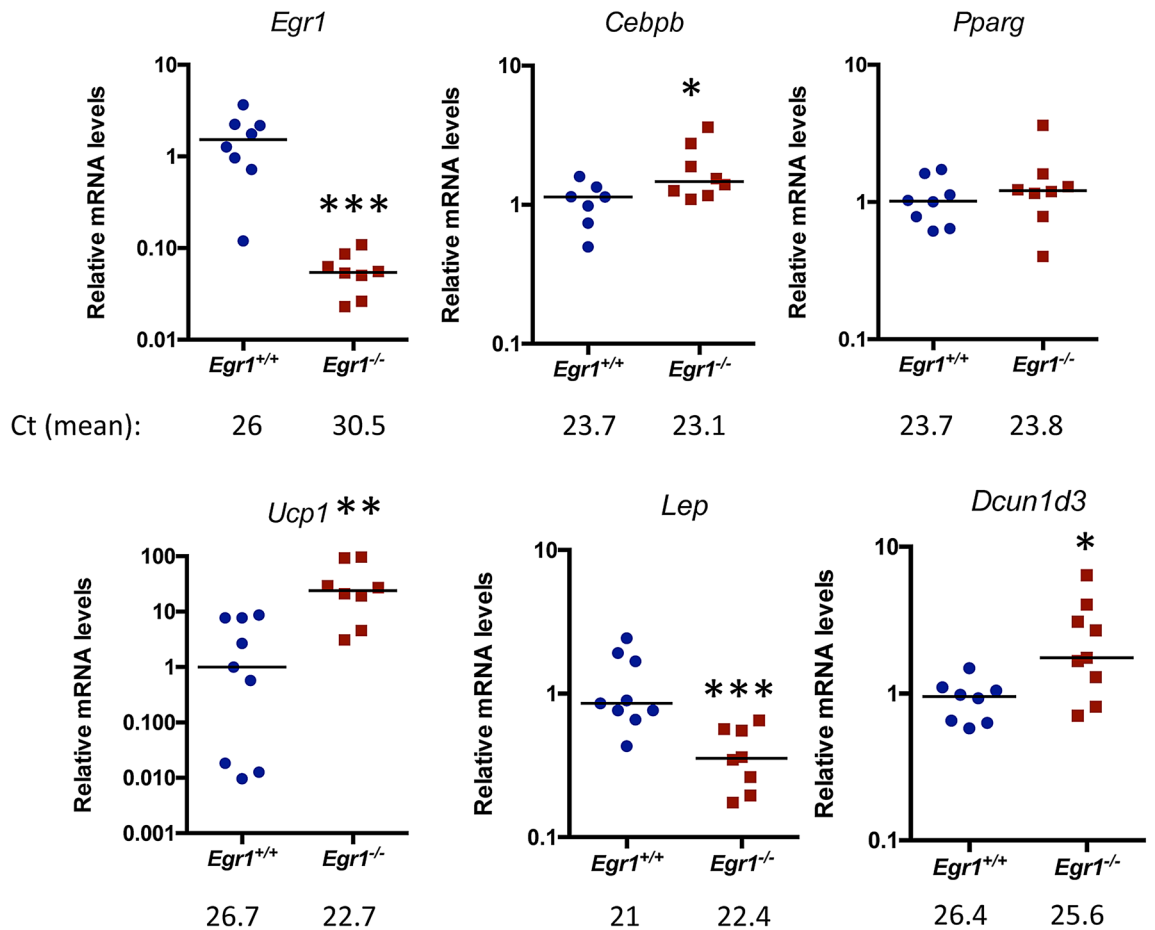 Egr1
Cebpb
Pparg
Relative mRNA levels
10
1
0.10
0.01
***
Egr1+/+
Egr1-/-
Relative mRNA levels
10
1
0.1
*
Egr1+/+
Egr1-/-
Relative mRNA levels
10
1
0.1
Egr1+/+
Egr1-/-
Ct (mean):
26
30.5
23.7
23.1
23.7
23.8
Ucp1
**
Lep
Dcun1d3
Relative mRNA levels
100
10
1
0.100
0.010
0.001
Egr1+/+
Egr1-/-
Relative mRNA levels
10
1
0.1
***
Egr1+/+
Egr1-/-
Relative mRNA levels
10
1
0.1
*
Egr1+/+
Egr1-/-
26.7
22.7
21
22.4
26.4
25.6